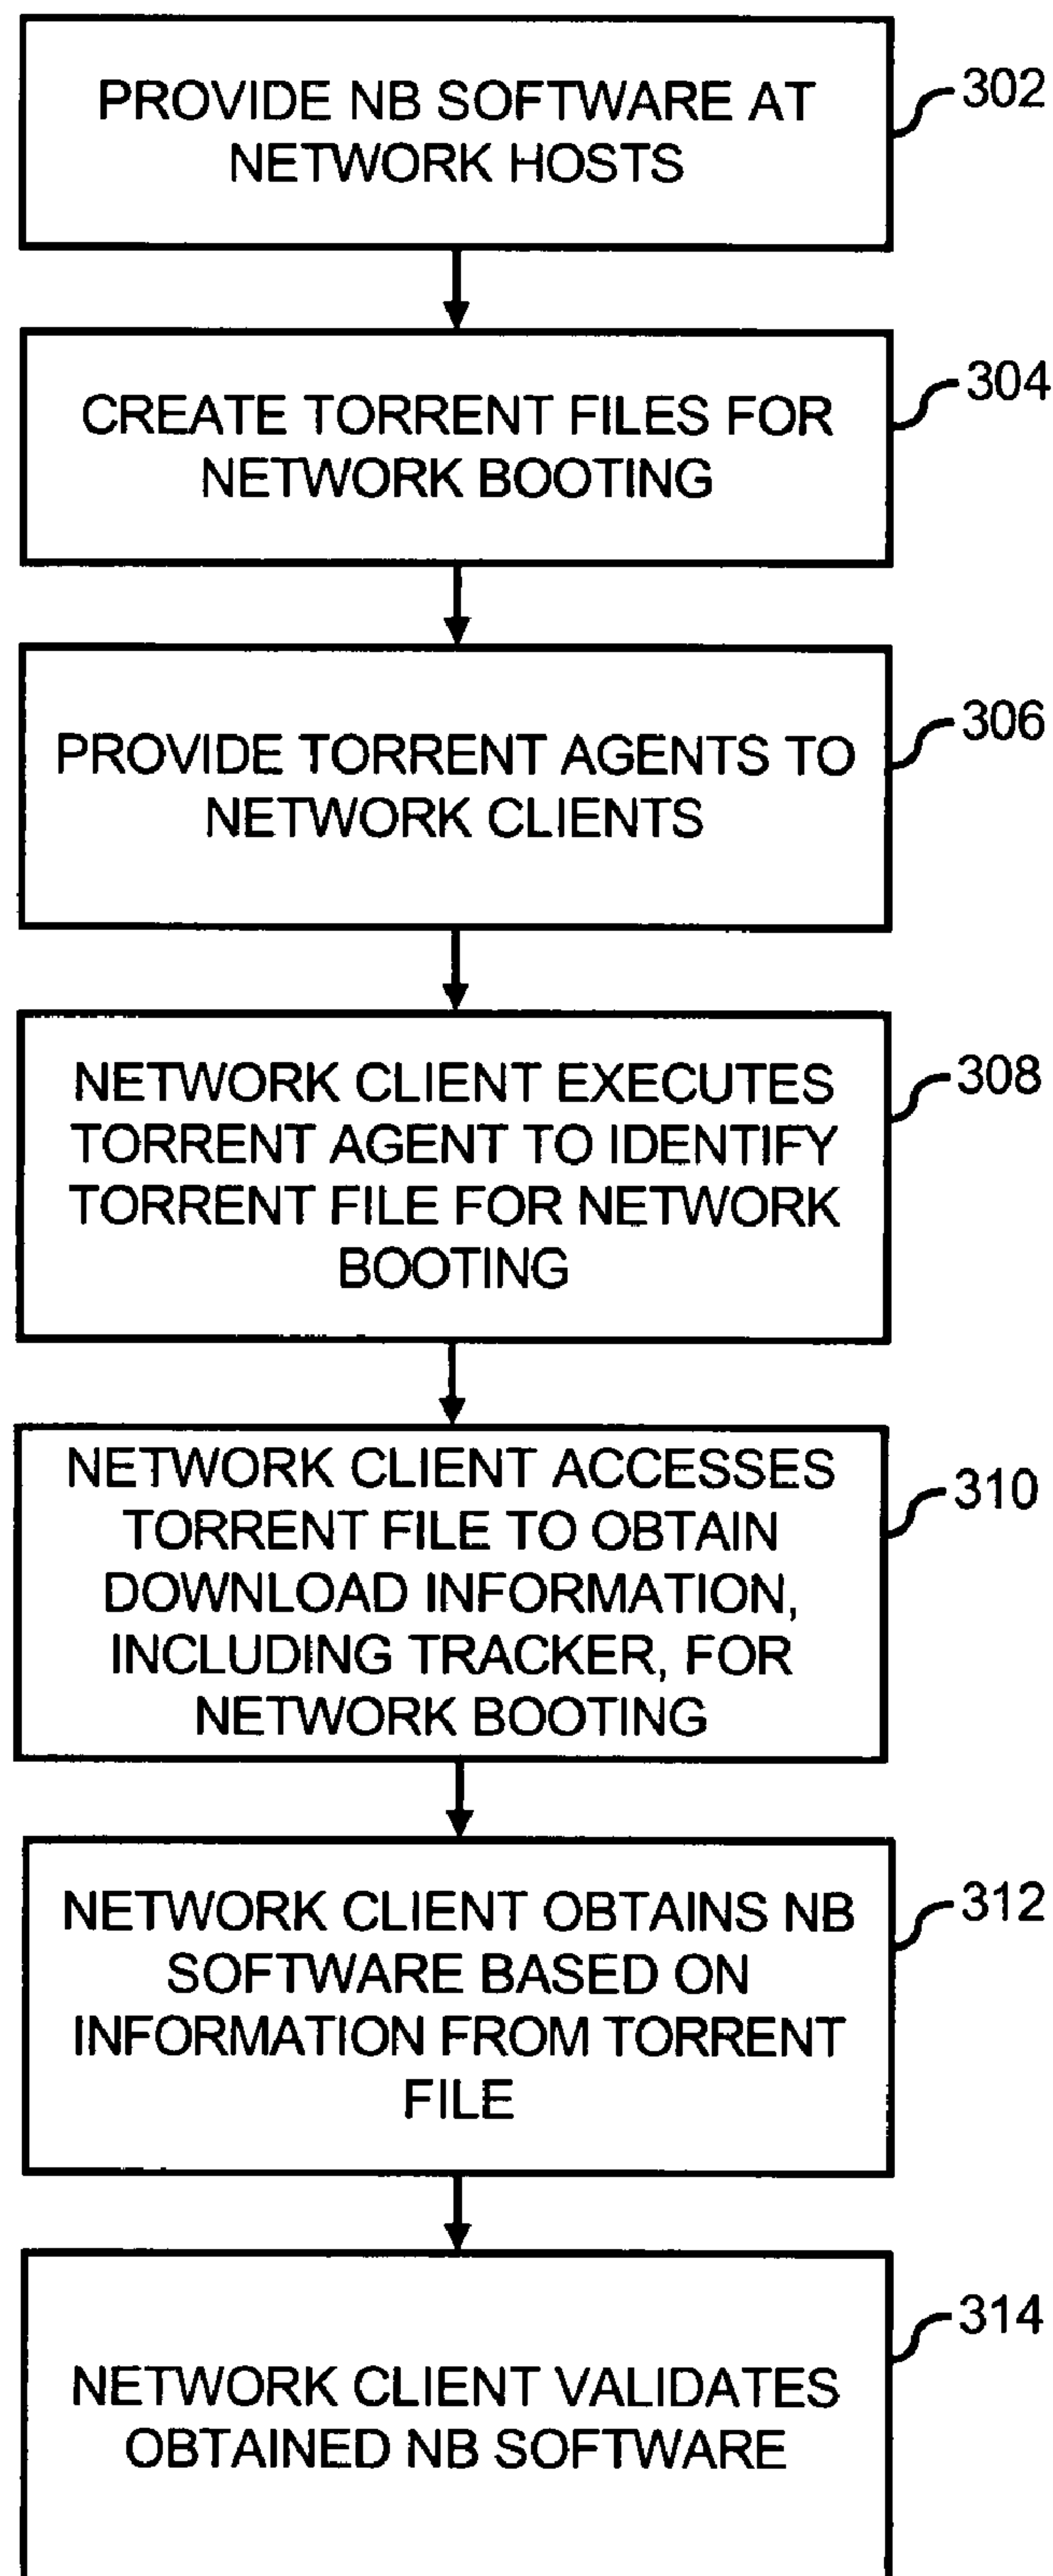 PROVIDE NB SOFTWARE AT
NETWORK HOSTS
302
CREATE TORRENT FILES FOR
NETWORK BOOTING
304
PROVIDE TORRENT AGENTS TO
NETWORK CLIENTS
306
NETWORK CLIENT EXECUTES
TORRENT AGENT TO IDENTIFY
TORRENT FILE FOR NETWORK
BOOTING
308
NETWORK CLIENT ACCESSES
TORRENT FILE TO OBTAIN
DOWNLOAD INFORMATION,
INCLUDING TRACKER, FOR
NETWORK BOOTING
310
NETWORK CLIENT OBTAINS NB
SOFTWARE BASED ON
INFORMATION FROM TORRENT
FILE
312
NETWORK CLIENT VALIDATES
OBTAINED NB SOFTWARE
314